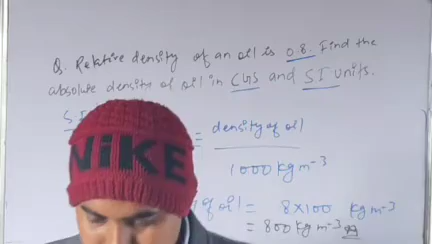 Q. Relative density of an oil is 0.8. Find the
absolute density of oil in CGS and SI units.
S.I
= density of oil
1000 kg m⁻³
NIKE
of oil = 8×100 kg m⁻³
= 800 kg m⁻³